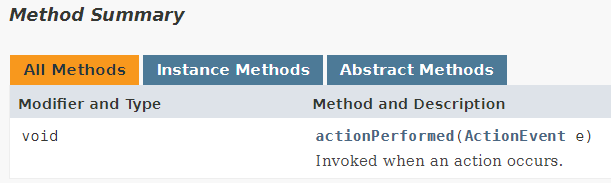 Method Summary
All Methods Instance Methods Abstract Methods
Modifier and Type Method and Description
void actionPerformed(ActionEvent e)
Invoked when an action occurs.